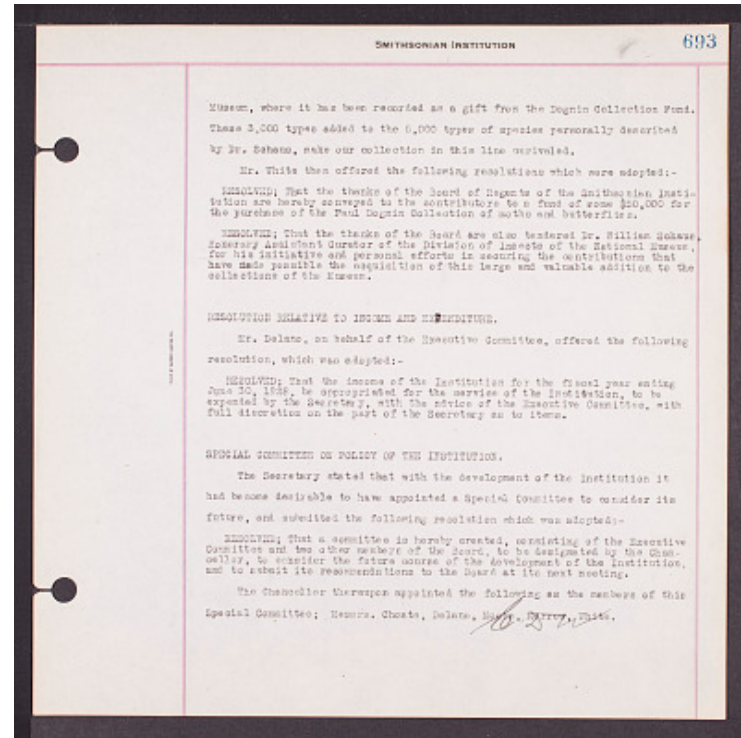 SMITHSONIAN INSTITUTION
693
Museum, where it has been recorded as a gift from the Dognin Collection Fund.
These 3,000 types added to the 5,000 types of species personally described
by Dr. Schaus, make our collection in this line unrivaled.
Mr. White then offered the following resolutions which were adopted:-
RESOLVED; That the thanks of the Board of Regents of the Smithsonian Insti-
tution are hereby conveyed to the contributors to a fund of some $50,000 for
the purchase of the Paul Dognin Collection of moths and butterflies.
RESOLVED; That the thanks of the Board are also tendered Dr. William Schaus,
Honorary Assistant Curator of the Division of Insects of the National Museum,
for his initiative and personal efforts in securing the contributions that
have made possible the acquisition of this large and valuable addition to the
collections of the Museum.
RESOLUTION RELATIVE TO INCOME AND EXPENDITURE.
Mr. Delano, on behalf of the Executive Committee, offered the following
resolution, which was adopted:-
RESOLVED; That the income of the Institution for the fiscal year ending
June 30, 1928, be appropriated for the service of the Institution, to be
expended by the Secretary, with the advice of the Executive Committee, with
full discretion on the part of the Secretary as to items.
SPECIAL COMMITTEE ON POLICY OF THE INSTITUTION.
The Secretary stated that with the development of the Institution it
had become desirable to have appointed a Special Committee to consider its
future, and submitted the following resolution which was adopted:-
RESOLVED; That a committee is hereby created, consisting of the Executive
Committee and two other members of the Board, to be designated by the Chan-
cellor, to consider the future course of the development of the Institution,
and to submit its recommendations to the Board at its next meeting.
The Chancellor thereupon appointed the following as the members of this
Special Committee; Messrs. Choate, Delano, White.